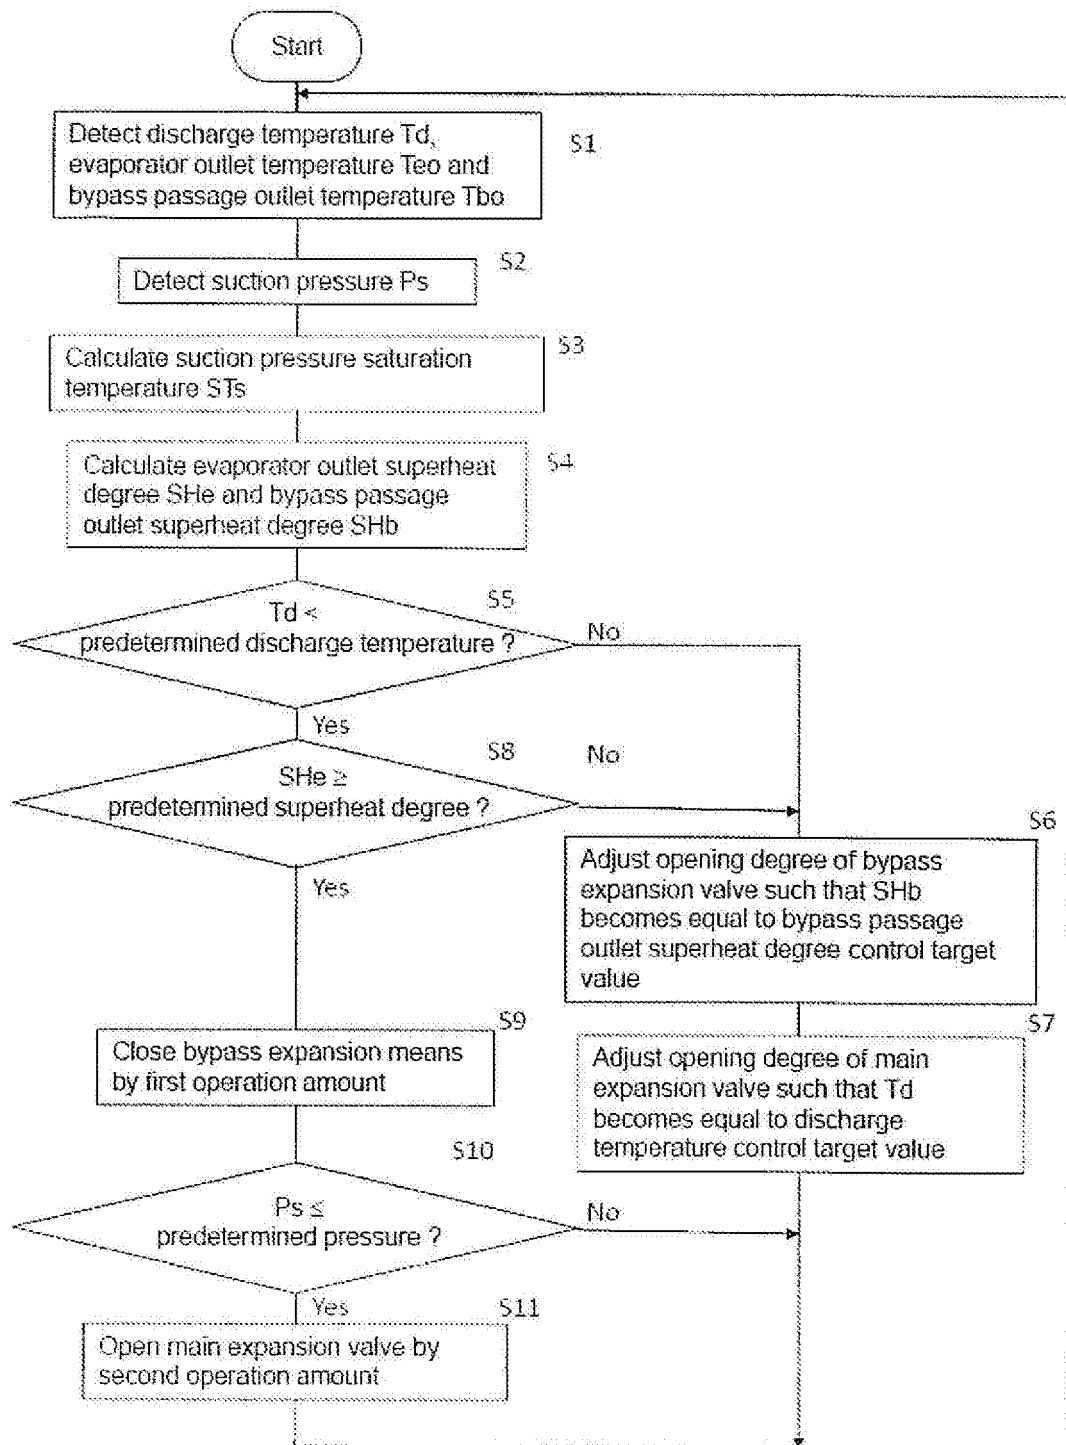 Start
Detect discharge temperature Td,
evaporator outlet temperature Teo and
bypass passage outlet temperature Tbo
S1
Detect suction pressure Ps
S2
Calculate suction pressure saturation
temperature STs
S3
Calculate evaporator outlet superheat
degree SHe and bypass passage
outlet superheat degree SHb
S4
Td <
predetermined discharge temperature ?
S5
No
Yes
SHe ≥
predetermined superheat degree ?
S8
No
Yes
Adjust opening degree of bypass
expansion valve such that SHb
becomes equal to bypass passage
outlet superheat degree control target
value
S6
Adjust opening degree of main
expansion valve such that Td
becomes equal to discharge
temperature control target value
S7
Close bypass expansion means
by first operation amount
S9
Ps ≤
predetermined pressure ?
S10
No
Yes
Open main expansion valve by
second operation amount
S11